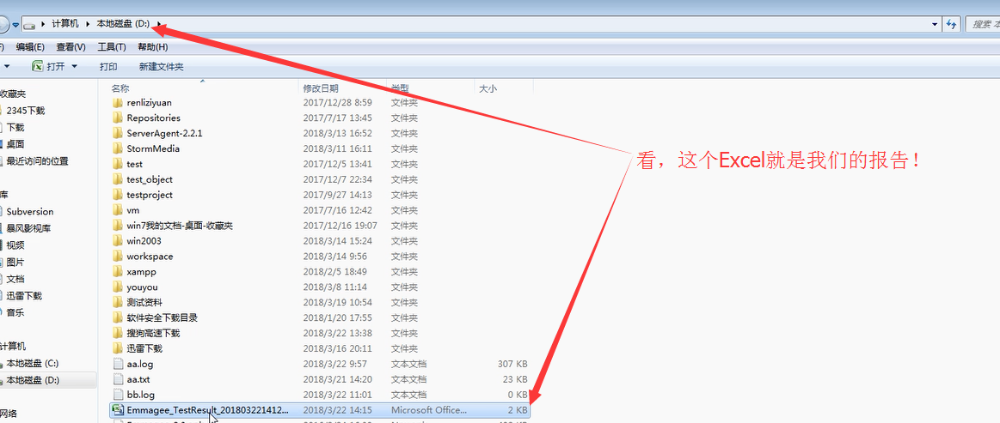 计算机 本地磁盘 (D:) 搜索 本
编辑(E) 查看(V) 工具(T) 帮助(H)
打开 打印 新建文件夹
名称 修改日期 类型 大小
收藏夹
2345下载
下载
桌面
最近访问的位置
库
Subversion
暴风影视库
视频
图片
文档
迅雷下载
音乐
计算机
本地磁盘 (C:)
本地磁盘 (D:)
网络
renliziyuan 2017/12/28 8:59 文件夹
Repositories 2017/7/17 13:45 文件夹
ServerAgent-2.2.1 2018/3/13 16:52 文件夹
StormMedia 2018/3/11 16:11 文件夹
test 2017/12/5 13:41 文件夹
test_object 2017/12/7 22:34 文件夹
testproject 2017/9/27 14:13 文件夹
vm 2017/7/16 12:42 文件夹
win7我的文档-桌面-收藏夹 2017/12/16 19:07 文件夹
win2003 2018/3/14 15:24 文件夹
workspace 2018/3/14 9:56 文件夹
xampp 2018/2/5 18:49 文件夹
youyou 2018/3/8 11:14 文件夹
测试资料 2018/3/19 10:54 文件夹
软件安全下载目录 2018/1/20 17:55 文件夹
搜狗高速下载 2018/3/22 13:38 文件夹
迅雷下载 2018/3/16 20:11 文件夹
aa.log 2018/3/22 9:57 文本文档 307 KB
aa.txt 2018/3/21 14:20 文本文档 23 KB
bb.log 2018/3/22 11:01 文本文档 0 KB
Emmagee_TestResult_201803221412... 2018/3/22 14:15 Microsoft Office... 2 KB
看，这个Excel就是我们的报告！